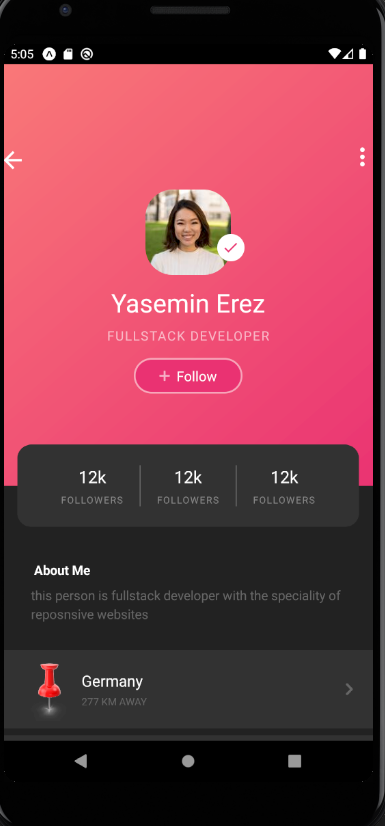 5:05
Yasemin Erez
FULLSTACK DEVELOPER
+ Follow
12k 12k 12k
FOLLOWERS FOLLOWERS FOLLOWERS
About Me
this person is fullstack developer with the speciality of
reposnsive websites
Germany
277 KM AWAY